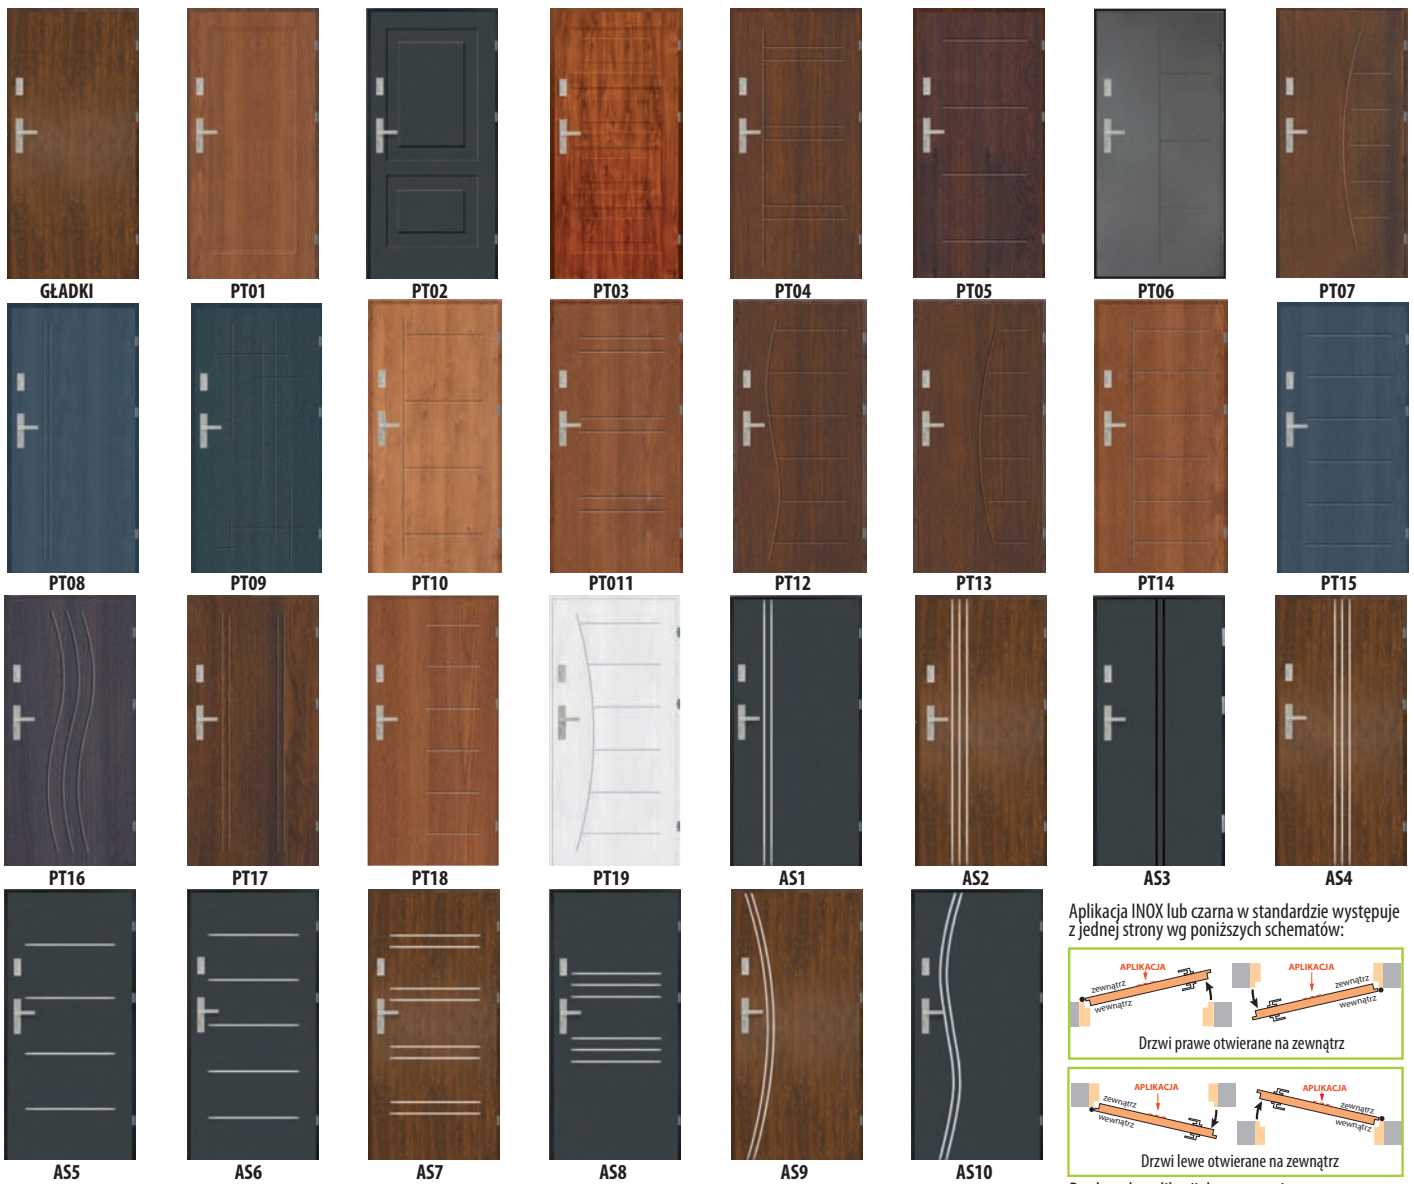 GŁADKI
PT01
PT02
PT03
PT04
PT05
PT06
PT07
PT08
PT09
PT10
PT011
PT12
PT13
PT14
PT15
PT16
PT17
PT18
PT19
AS1
AS2
AS3
AS4
AS5
AS6
AS7
AS8
AS9
AS10
Aplikacja INOX lub czarna w standardzie występuje
z jednej strony wg poniższych schematów:
APLIKACJA
zewnątrz
wewnątrz
APLIKACJA
zewnątrz
wewnątrz
Drzwi prawe otwierane na zewnątrz
APLIKACJA
zewnątrz
wewnątrz
APLIKACJA
zewnątrz
wewnątrz
Drzwi lewe otwierane na zewnątrz